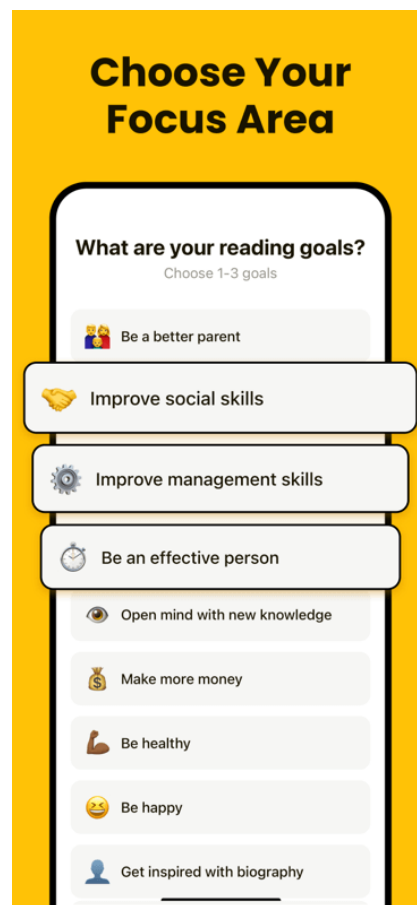 Choose Your
Focus Area
What are your reading goals?
Choose 1-3 goals
Be a better parent
Improve social skills
Improve management skills
Be an effective person
Open mind with new knowledge
Make more money
Be healthy
Be happy
Get inspired with biography